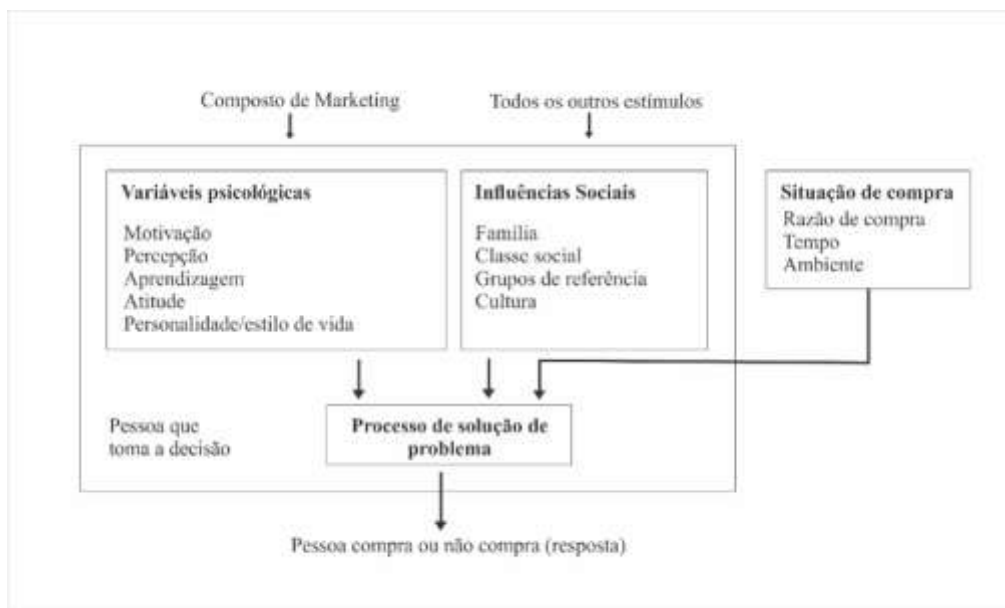 Composto de Marketing
Todos os outros estímulos
Variáveis psicológicas
Motivação
Percepção
Aprendizagem
Atitude
Personalidade/estilo de vida
Influências Sociais
Família
Classe social
Grupos de referência
Cultura
Situação de compra
Razão de compra
Tempo
Ambiente
Pessoa que
toma a decisão
Processo de solução de
problema
Pessoa compra ou não compra (resposta)